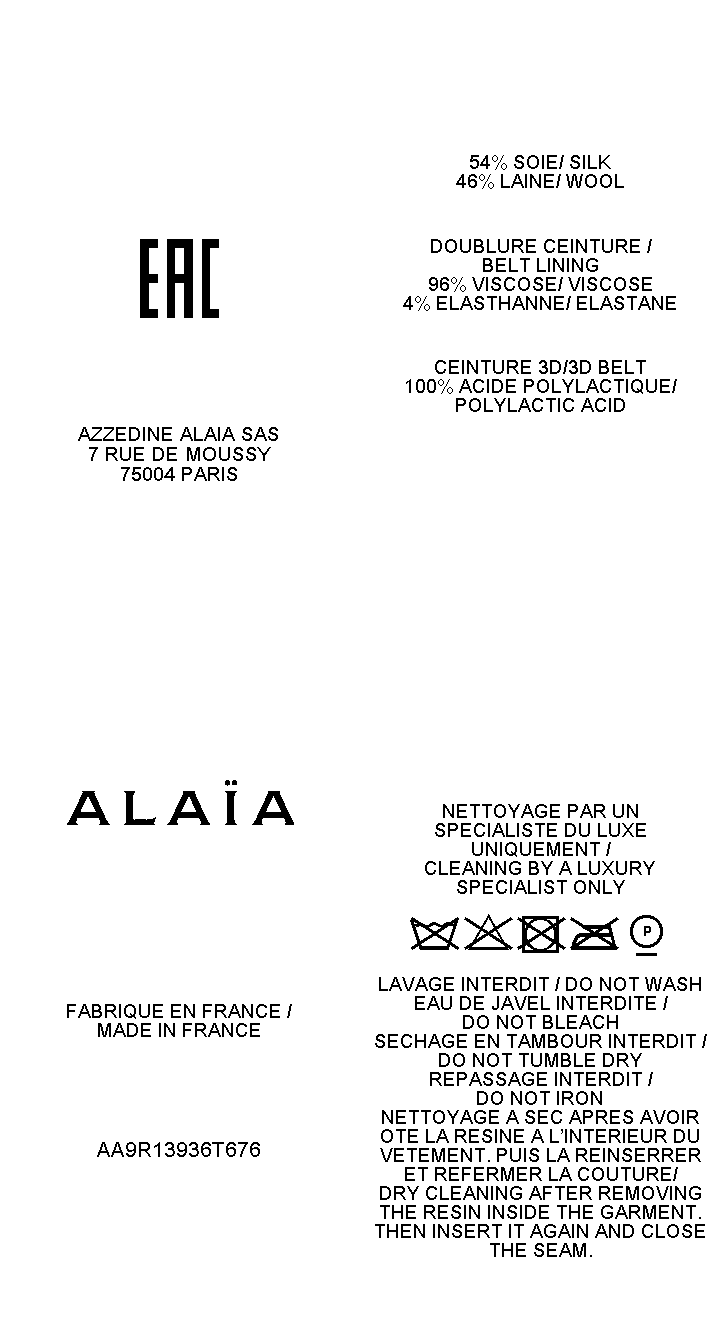 EAC
AZZEDINE ALAIA SAS
7 RUE DE MOUSSY
75004 PARIS
54% SOIE/ SILK
46% LAINE/ WOOL
DOUBLURE CEINTURE /
BELT LINING
96% VISCOSE/ VISCOSE
4% ELASTHANNE/ ELASTANE
CEINTURE 3D/3D BELT
100% ACIDE POLYLACTIQUE/
POLYLACTIC ACID
ALAÏA
FABRIQUE EN FRANCE /
MADE IN FRANCE
AA9R13936T676
NETTOYAGE PAR UN
SPECIALISTE DU LUXE
UNIQUEMENT /
CLEANING BY A LUXURY
SPECIALIST ONLY
P
LAVAGE INTERDIT / DO NOT WASH
EAU DE JAVEL INTERDITE /
DO NOT BLEACH
SECHAGE EN TAMBOUR INTERDIT /
DO NOT TUMBLE DRY
REPASSAGE INTERDIT /
DO NOT IRON
NETTOYAGE A SEC APRES AVOIR
OTE LA RESINE A L'INTERIEUR DU
VETEMENT. PUIS LA REINSERRER
ET REFERMER LA COUTURE/
DRY CLEANING AFTER REMOVING
THE RESIN INSIDE THE GARMENT.
THEN INSERT IT AGAIN AND CLOSE
THE SEAM.